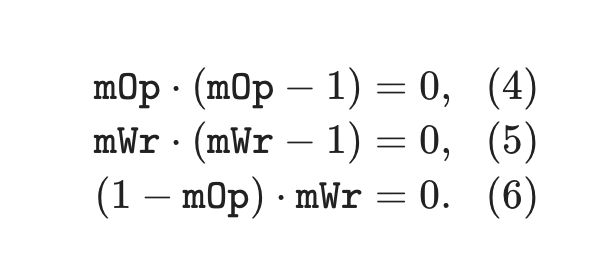 mOp · (mOp − 1) = 0, (4)
mWr · (mWr − 1) = 0, (5)
(1 − mOp) · mWr = 0. (6)